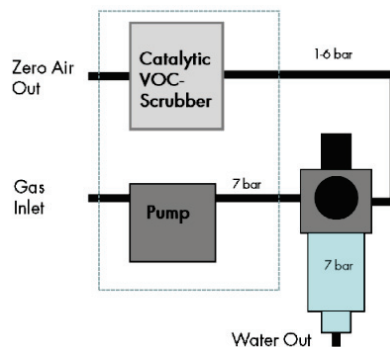 Catalytic
VOC-
Scrubber
1-6 bar
Zero Air
Out
Gas
Inlet
Pump
7 bar
7 bar
Water Out